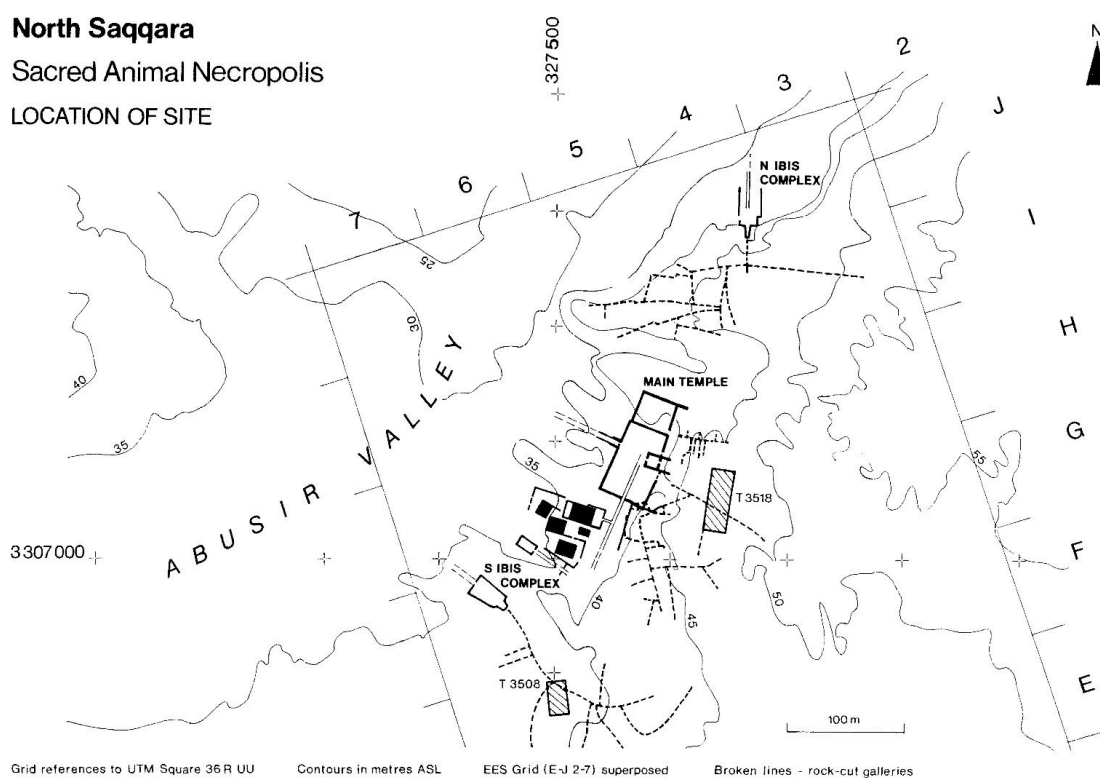 North Saqqara
Sacred Animal Necropolis
LOCATION OF SITE
327 500
N
2
3
4
5
6
7
J
I
H
G
F
E
N IBIS
COMPLEX
25
30
40
35
ABUSIR VALLEY
MAIN TEMPLE
35
55
T 3518
3 307 000
S IBIS
COMPLEX
40
45
50
T 3508
100 m
Grid references to UTM Square 36 R UU
Contours in metres ASL
EES Grid (E-J 2-7) superposed
Broken lines - rock-cut galleries